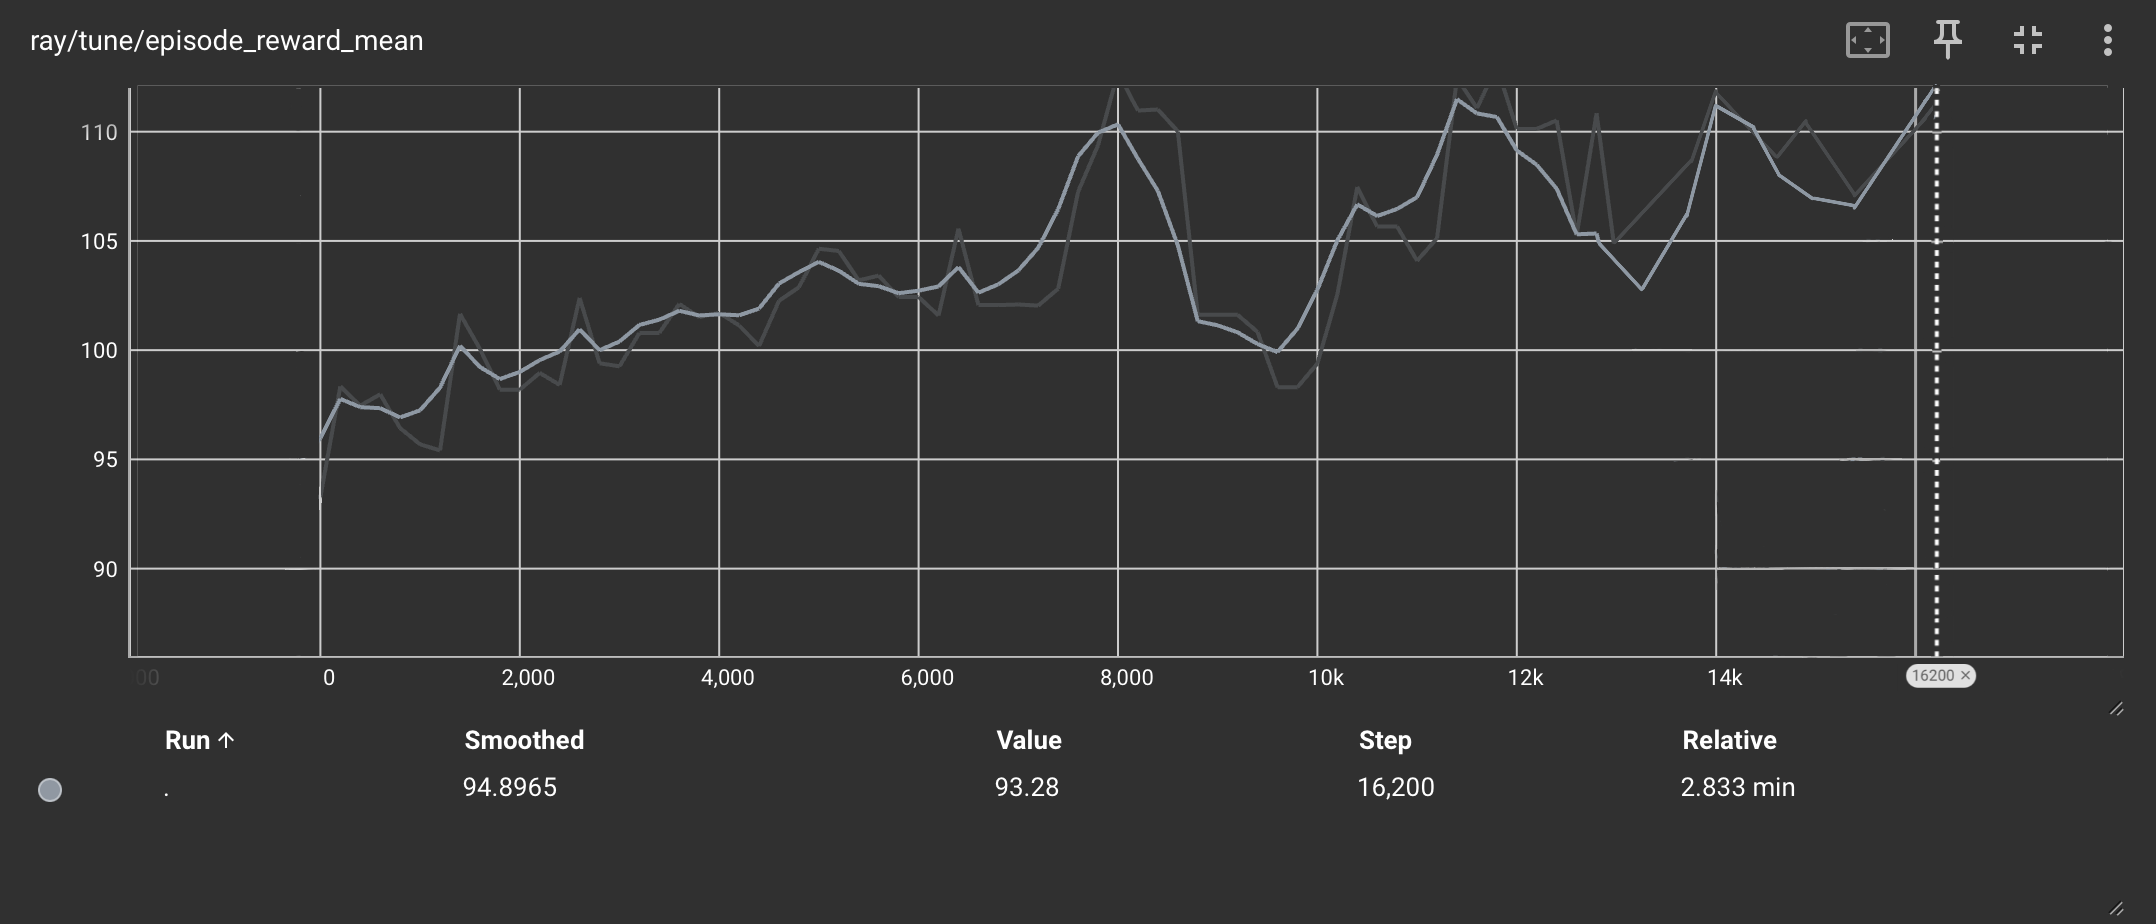 ray/tune/episode_reward_mean
110
105
100
95
90
0 2,000 4,000 6,000 8,000 10k 12k 14k 16200 ×
Run ↑ Smoothed Value Step Relative
. 94.8965 93.28 16,200 2.833 min